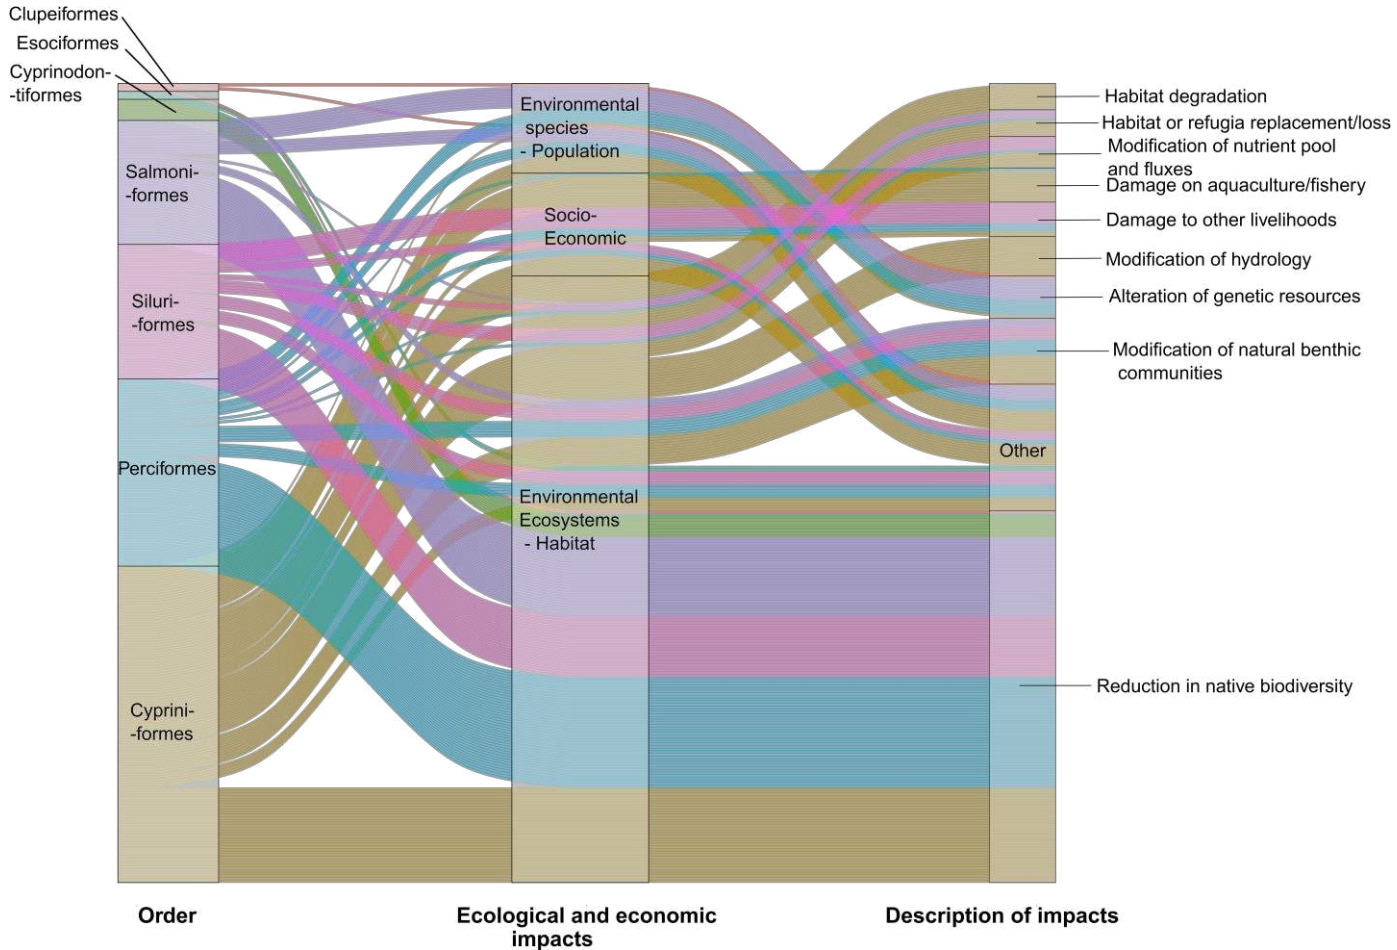 Clupeiformes
Esociformes
Cyprinodon-
-tiformes
Salmoni-
-formes
Siluri-
-formes
Perciformes
Cyprini-
-formes
Environmental
species
- Population
Socio-
Economic
Environmental
Ecosystems
- Habitat
Habitat degradation
Habitat or refugia replacement/loss
Modification of nutrient pool
and fluxes
Damage on aquaculture/fishery
Damage to other livelihoods
Modification of hydrology
Alteration of genetic resources
Modification of natural benthic
communities
Other
Reduction in native biodiversity
Order
Ecological and economic
impacts
Description of impacts